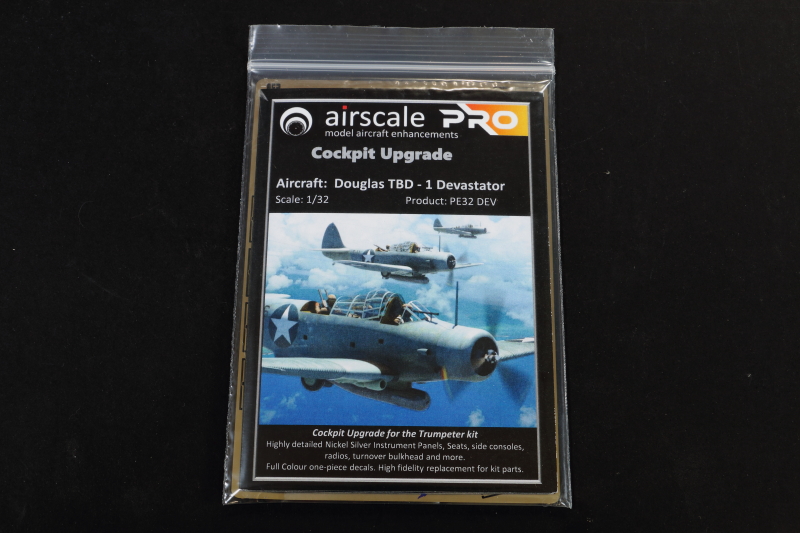 airscale PRO
model aircraft enhancements
Cockpit Upgrade
Aircraft: Douglas TBD - 1 Devastator
Scale: 1/32 Product: PE32 DEV
Cockpit Upgrade for the Trumpeter kit
Highly detailed Nickel Silver Instrument Panels, Seats, side consoles,
radios, turnover bulkhead and more.
Full Colour one-piece decals. High fidelity replacement for kit parts.